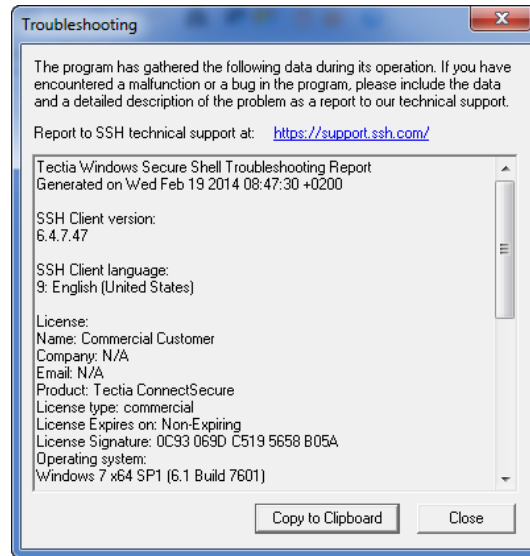 Troubleshooting
The program has gathered the following data during its operation. If you have
encountered a malfunction or a bug in the program, please include the data
and a detailed description of the problem as a report to our technical support.
Report to SSH technical support at: https://support.ssh.com/
Tectia Windows Secure Shell Troubleshooting Report
Generated on Wed Feb 19 2014 08:47:30 +0200
SSH Client version:
6.4.7.47
SSH Client language:
9: English (United States)
License:
Name: Commercial Customer
Company: N/A
Email: N/A
Product: Tectia ConnectSecure
License type: commercial
License Expires on: Non-Expiring
License Signature: 0C93 069D C519 5658 B05A
Operating system:
Windows 7 x64 SP1 (6.1 Build 7601)
Copy to Clipboard Close